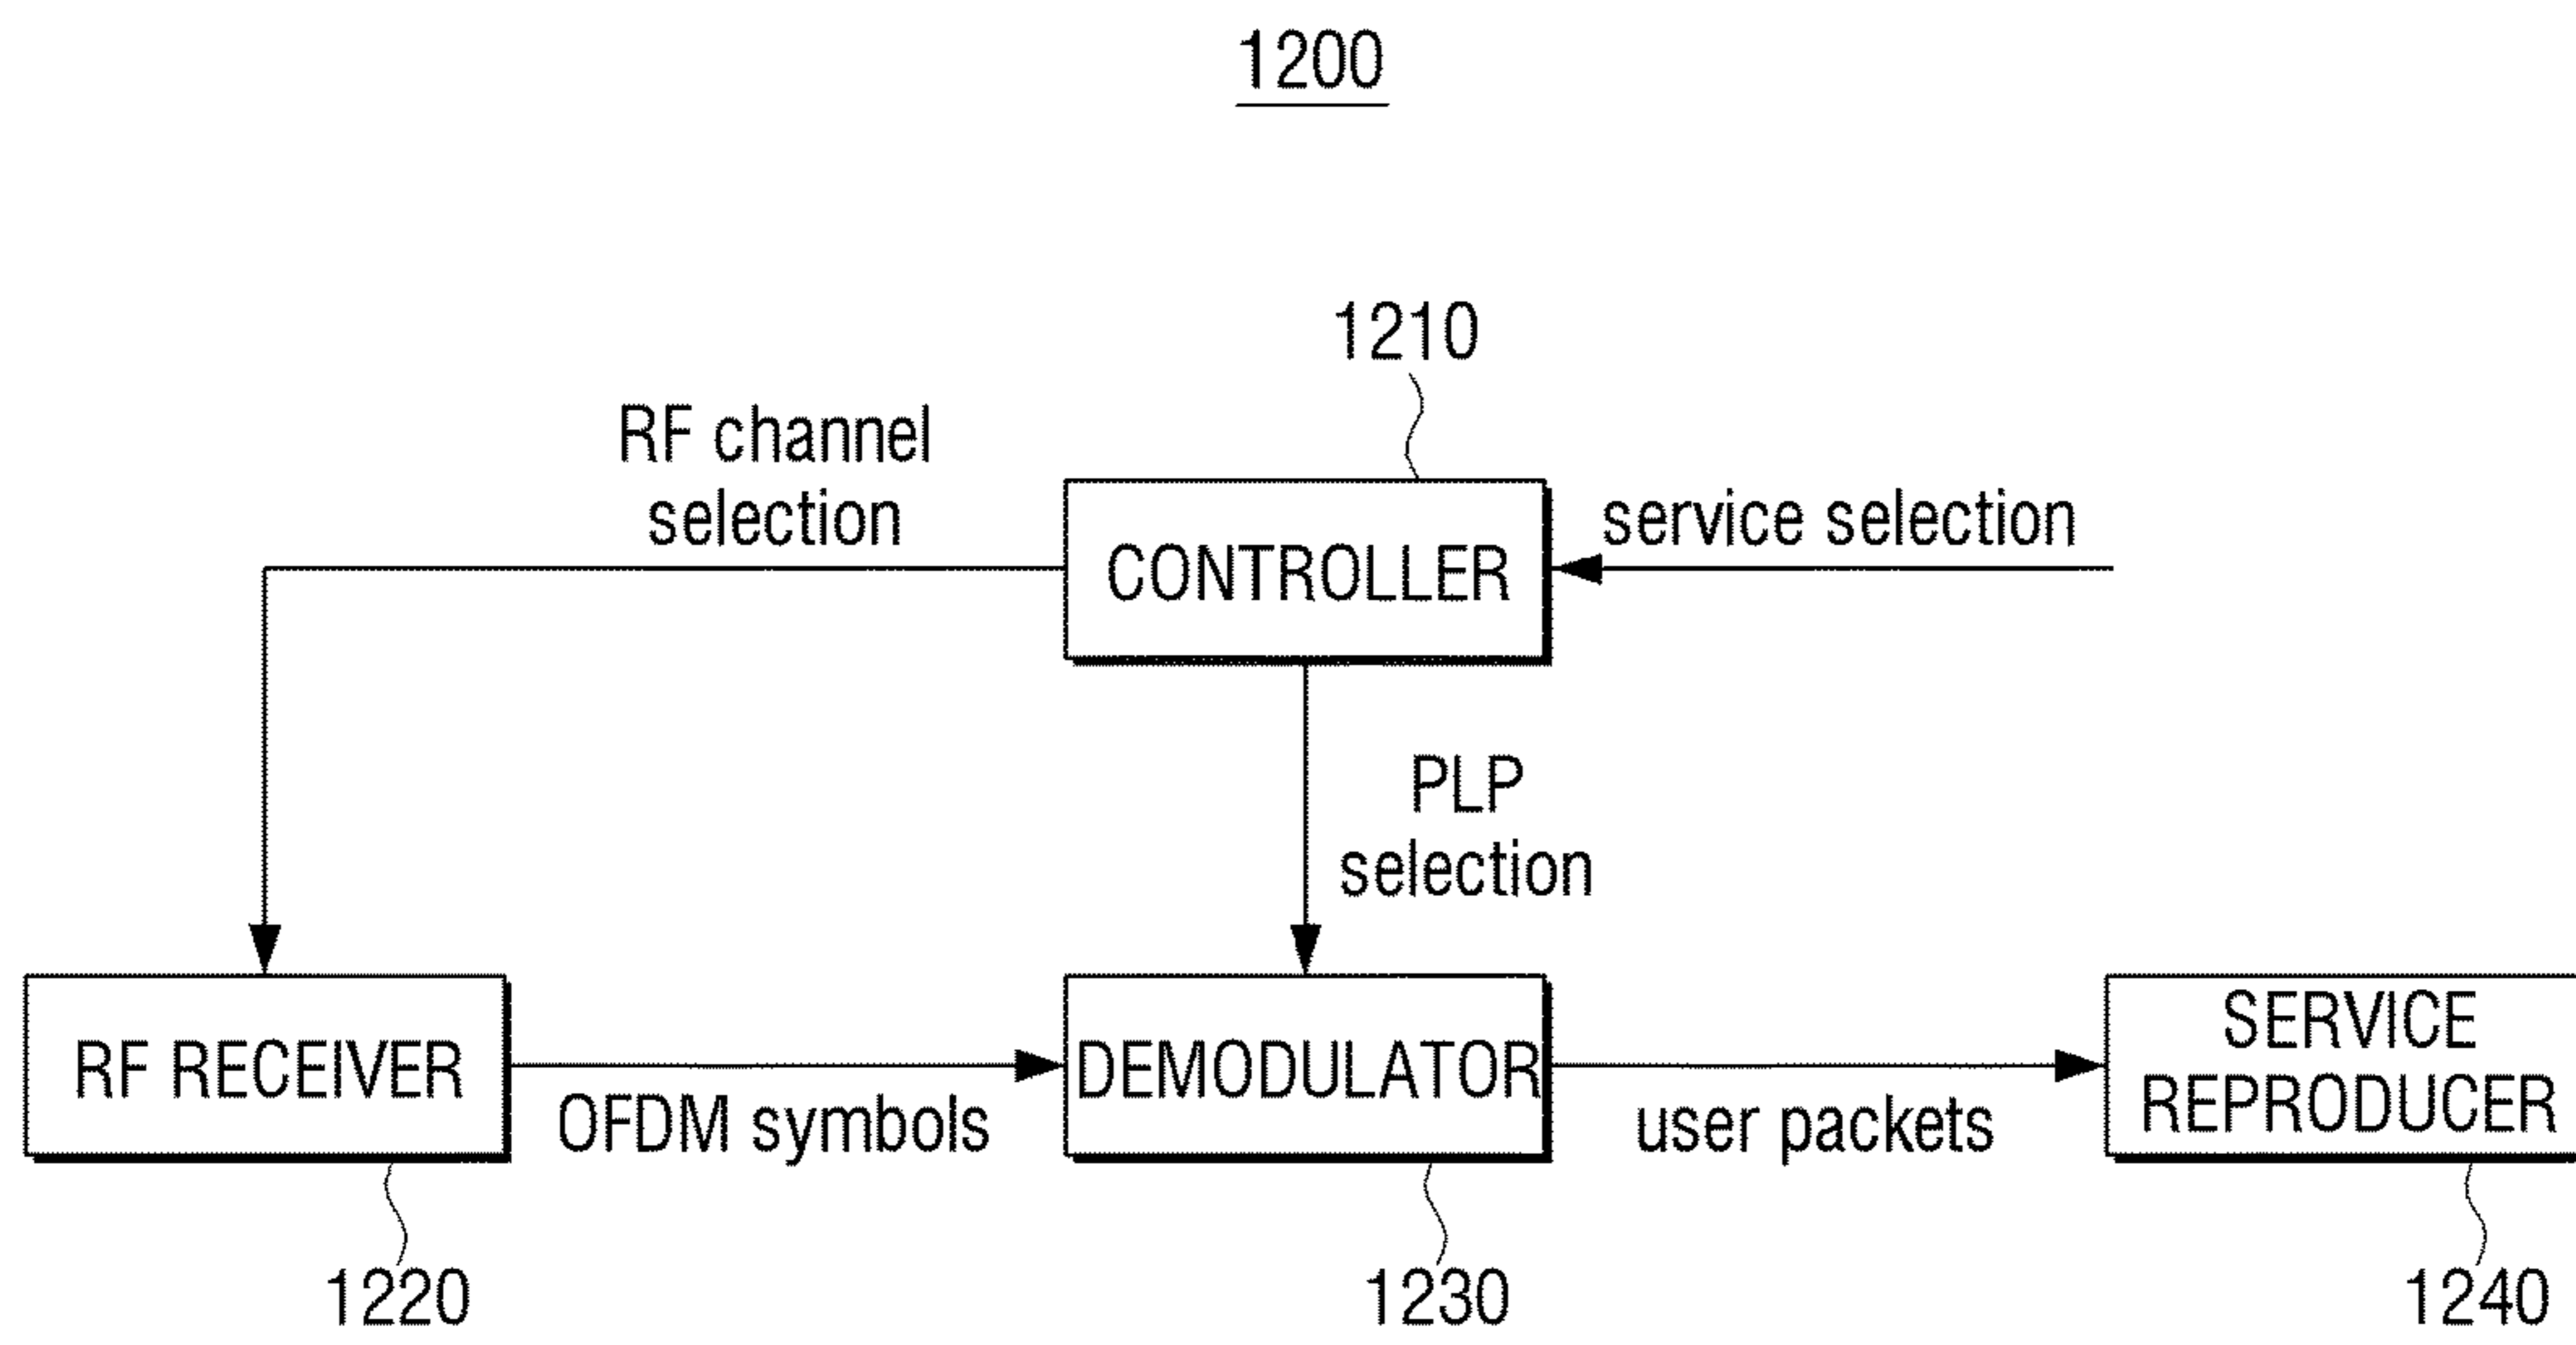 1200
1210
RF channel
selection
CONTROLLER
service selection
PLP
selection
RF RECEIVER
OFDM symbols
DEMODULATOR
user packets
SERVICE
REPRODUCER
1220
1230
1240